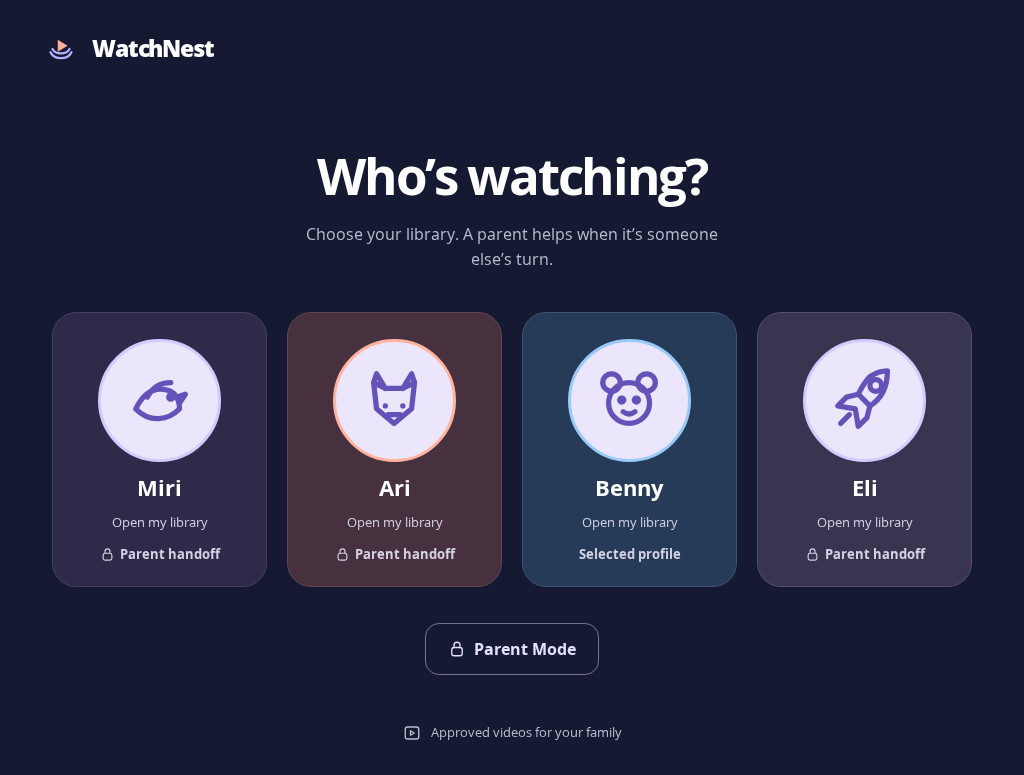 WatchNest
Who’s watching?
Choose your library. A parent helps when it’s someone
else’s turn.
Miri
Open my library
Parent handoff
Ari
Open my library
Parent handoff
Benny
Open my library
Selected profile
Eli
Open my library
Parent handoff
Parent Mode
Approved videos for your family